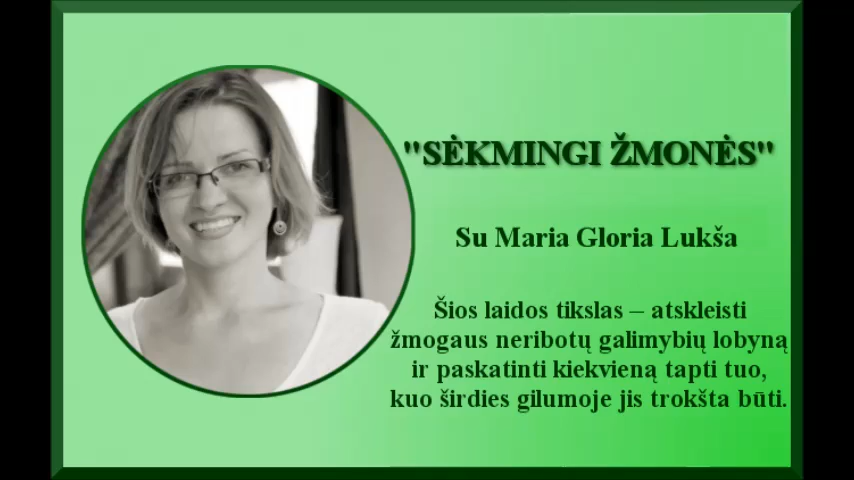 "SĖKMINGI ŽMONĖS"
Su Maria Gloria Lukša
Šios laidos tikslas – atskleisti
žmogaus neribotų galimybių lobyną
ir paskatinti kiekvieną tapti tuo,
kuo širdies gilumoje jis trokšta būti.